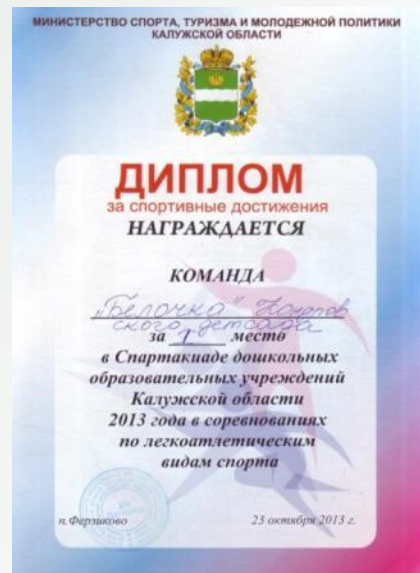 МИНИСТЕРСТВО СПОРТА, ТУРИЗМА И МОЛОДЕЖНОЙ ПОЛИТИКИ
КАЛУЖСКОЙ ОБЛАСТИ
ДИПЛОМ
за спортивные достижения
НАГРАЖДАЕТСЯ
КОМАНДА
„Белочка"
ского детсада
за 1 место
в Спартакиаде дошкольных
образовательных учреждений
Калужской области
2013 года в соревнованиях
по легкоатлетическим
видам спорта
п.Ферзиково 23 октября 2013 г.